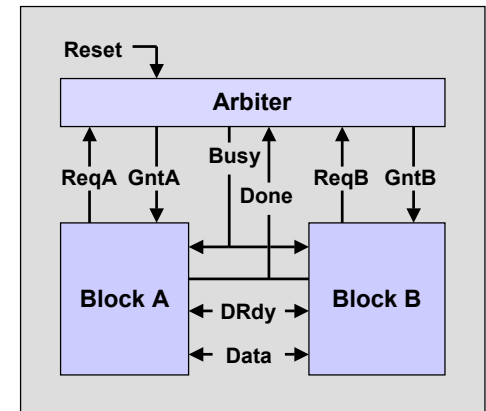 Reset
Arbiter
Busy
ReqA GntA
Done
ReqB GntB
Block A
Block B
DRdy
Data